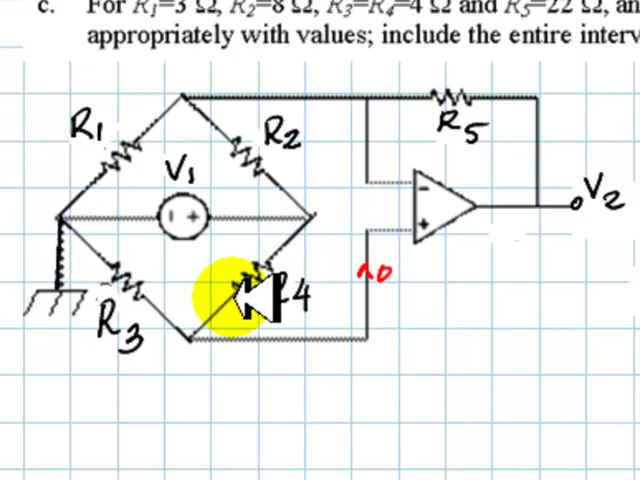 c. For R1=3 Ω, R2=8 Ω, R3=R4=4 Ω and R5=22 Ω, an
appropriately with values; include the entire interv
R1
R2
R5
V1
V2
R3
R4